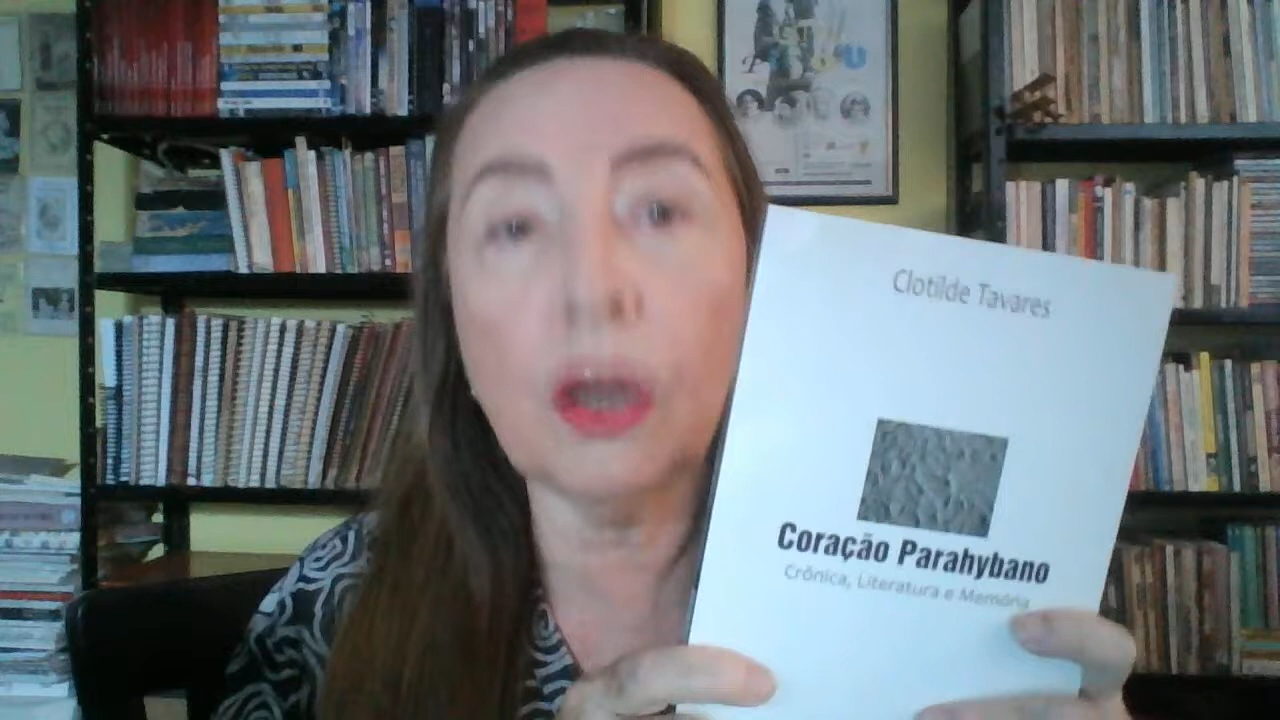 Clotilde Tavares
Coração Parahybano
Crônica, Literatura e Memória